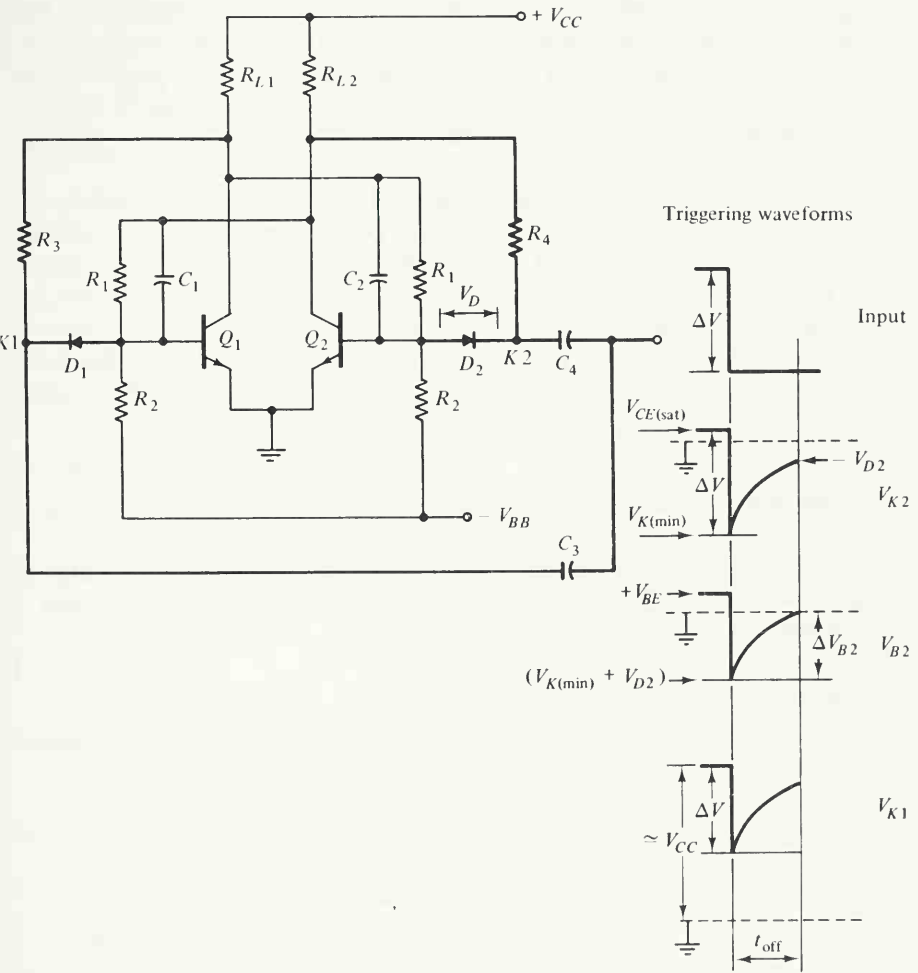 + V_CC
R_L1
R_L2
R_3
R_4
R_1
C_1
C_2
R_1
V_D
K1
D_1
Q_1
Q_2
D_2
K2
C_4
R_2
R_2
− V_BB
C_3
Triggering waveforms
ΔV
Input
V_CE(sat)
− V_D2
ΔV
V_K2
V_K(min)
+V_BE
ΔV_B2
V_B2
(V_K(min) + V_D2)
ΔV
V_K1
≃ V_CC
t_off